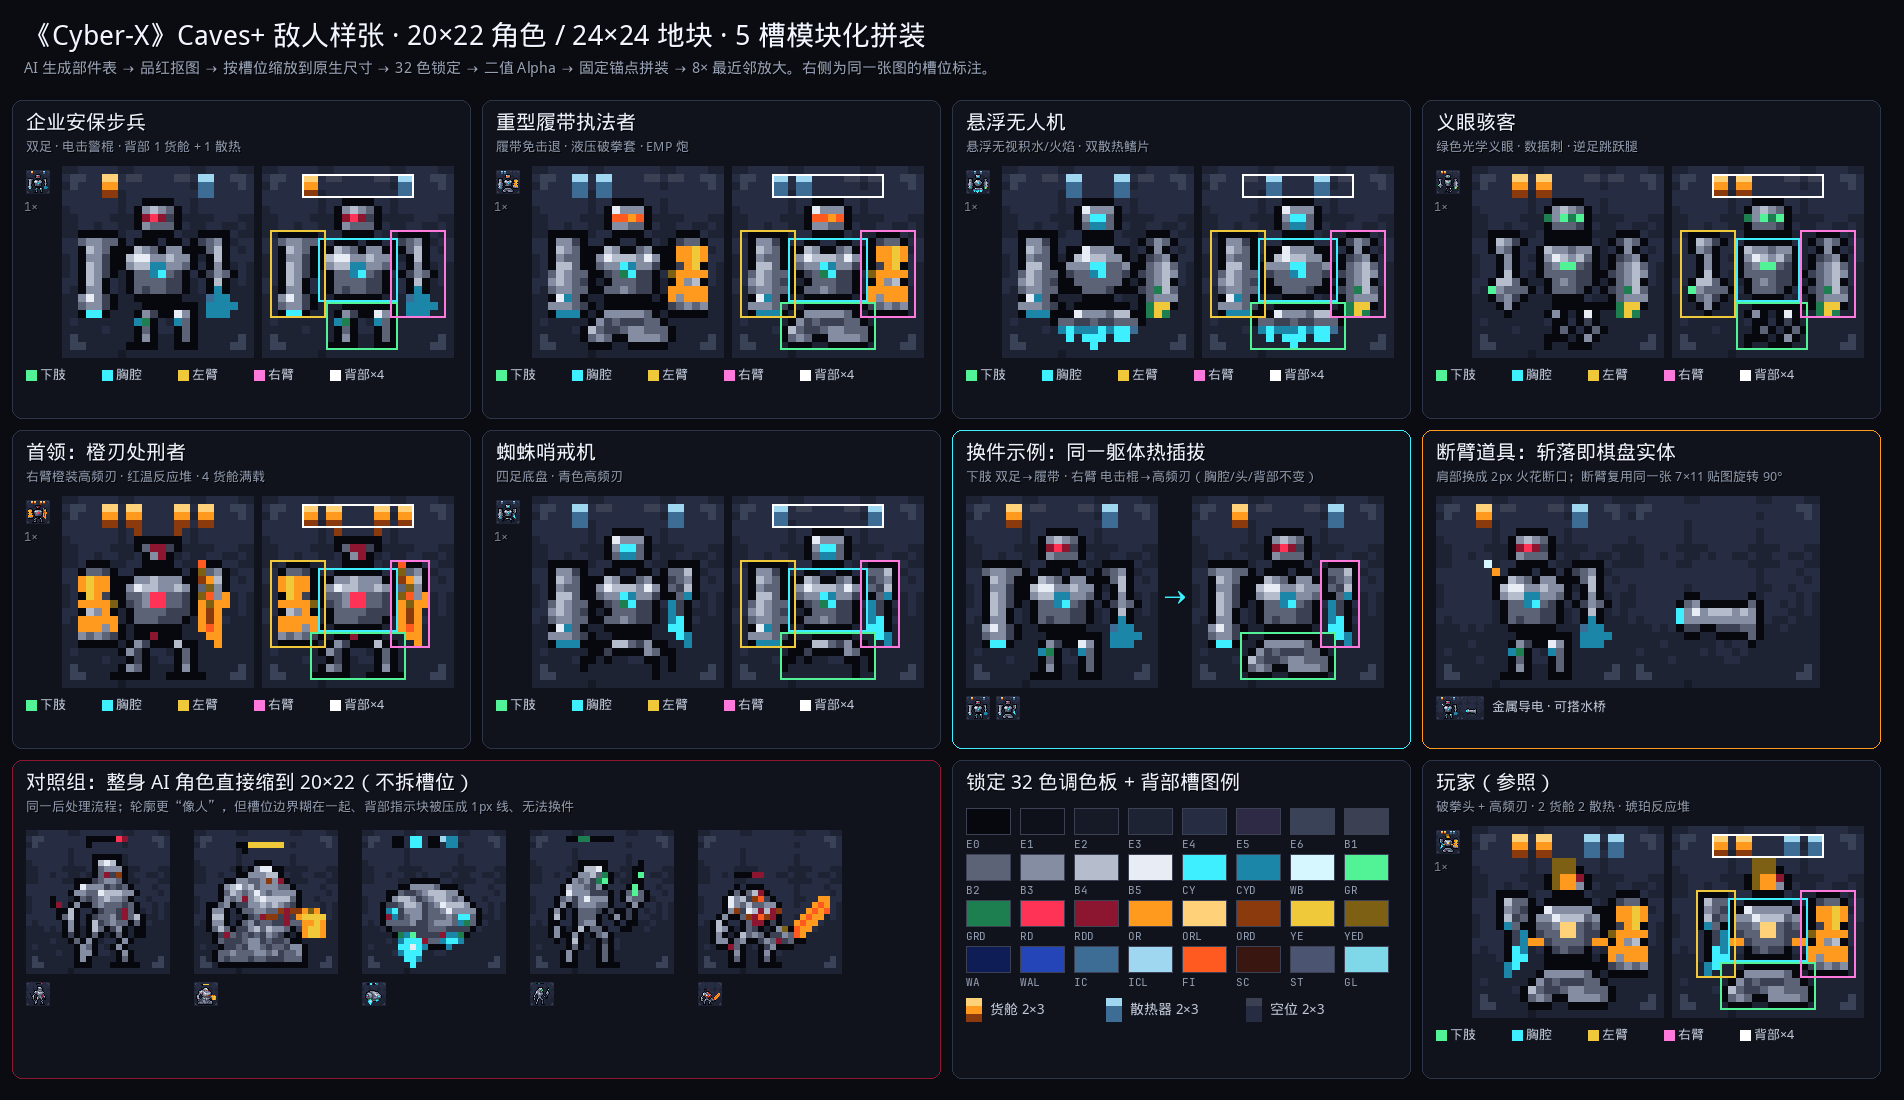 《Cyber-X》Caves+ 敌人样张 · 20×22 角色 / 24×24 地块 · 5 槽模块化拼装
AI 生成部件表 → 品红抠图 → 按槽位缩放到原生尺寸 → 32 色锁定 → 二值 Alpha → 固定锚点拼装 → 8× 最近邻放大。右侧为同一张图的槽位标注。
企业安保步兵
双足 · 电击警棍 · 背部 1 货舱 + 1 散热
1×
下肢 胸腔 左臂 右臂 背部×4
重型履带执法者
履带免击退 · 液压破拳套 · EMP 炮
1×
下肢 胸腔 左臂 右臂 背部×4
悬浮无人机
悬浮无视积水/火焰 · 双散热鳍片
1×
下肢 胸腔 左臂 右臂 背部×4
义眼骇客
绿色光学义眼 · 数据刺 · 逆足跳跃腿
1×
下肢 胸腔 左臂 右臂 背部×4
首领：橙刃处刑者
右臂橙装高频刃 · 红温反应堆 · 4 货舱满载
1×
下肢 胸腔 左臂 右臂 背部×4
蜘蛛哨戒机
四足底盘 · 青色高频刃
1×
下肢 胸腔 左臂 右臂 背部×4
换件示例：同一躯体热插拔
下肢 双足→履带 · 右臂 电击棍→高频刃（胸腔/头/背部不变）
→
断臂道具：斩落即棋盘实体
肩部换成 2px 火花断口；断臂复用同一张 7×11 贴图旋转 90°
金属导电 · 可搭水桥
对照组：整身 AI 角色直接缩到 20×22（不拆槽位）
同一后处理流程；轮廓更“像人”，但槽位边界糊在一起、背部指示块被压成 1px 线、无法换件
锁定 32 色调色板 + 背部槽图例
E0 E1 E2 E3 E4 E5 E6 B1
B2 B3 B4 B5 CY CYD WB GR
GRD RD RDD OR ORL ORD YE YED
WA WAL IC ICL FI SC ST GL
货舱 2×3 散热器 2×3 空位 2×3
玩家（参照）
破拳头 + 高频刃 · 2 货舱 2 散热 · 琥珀反应堆
1×
下肢 胸腔 左臂 右臂 背部×4